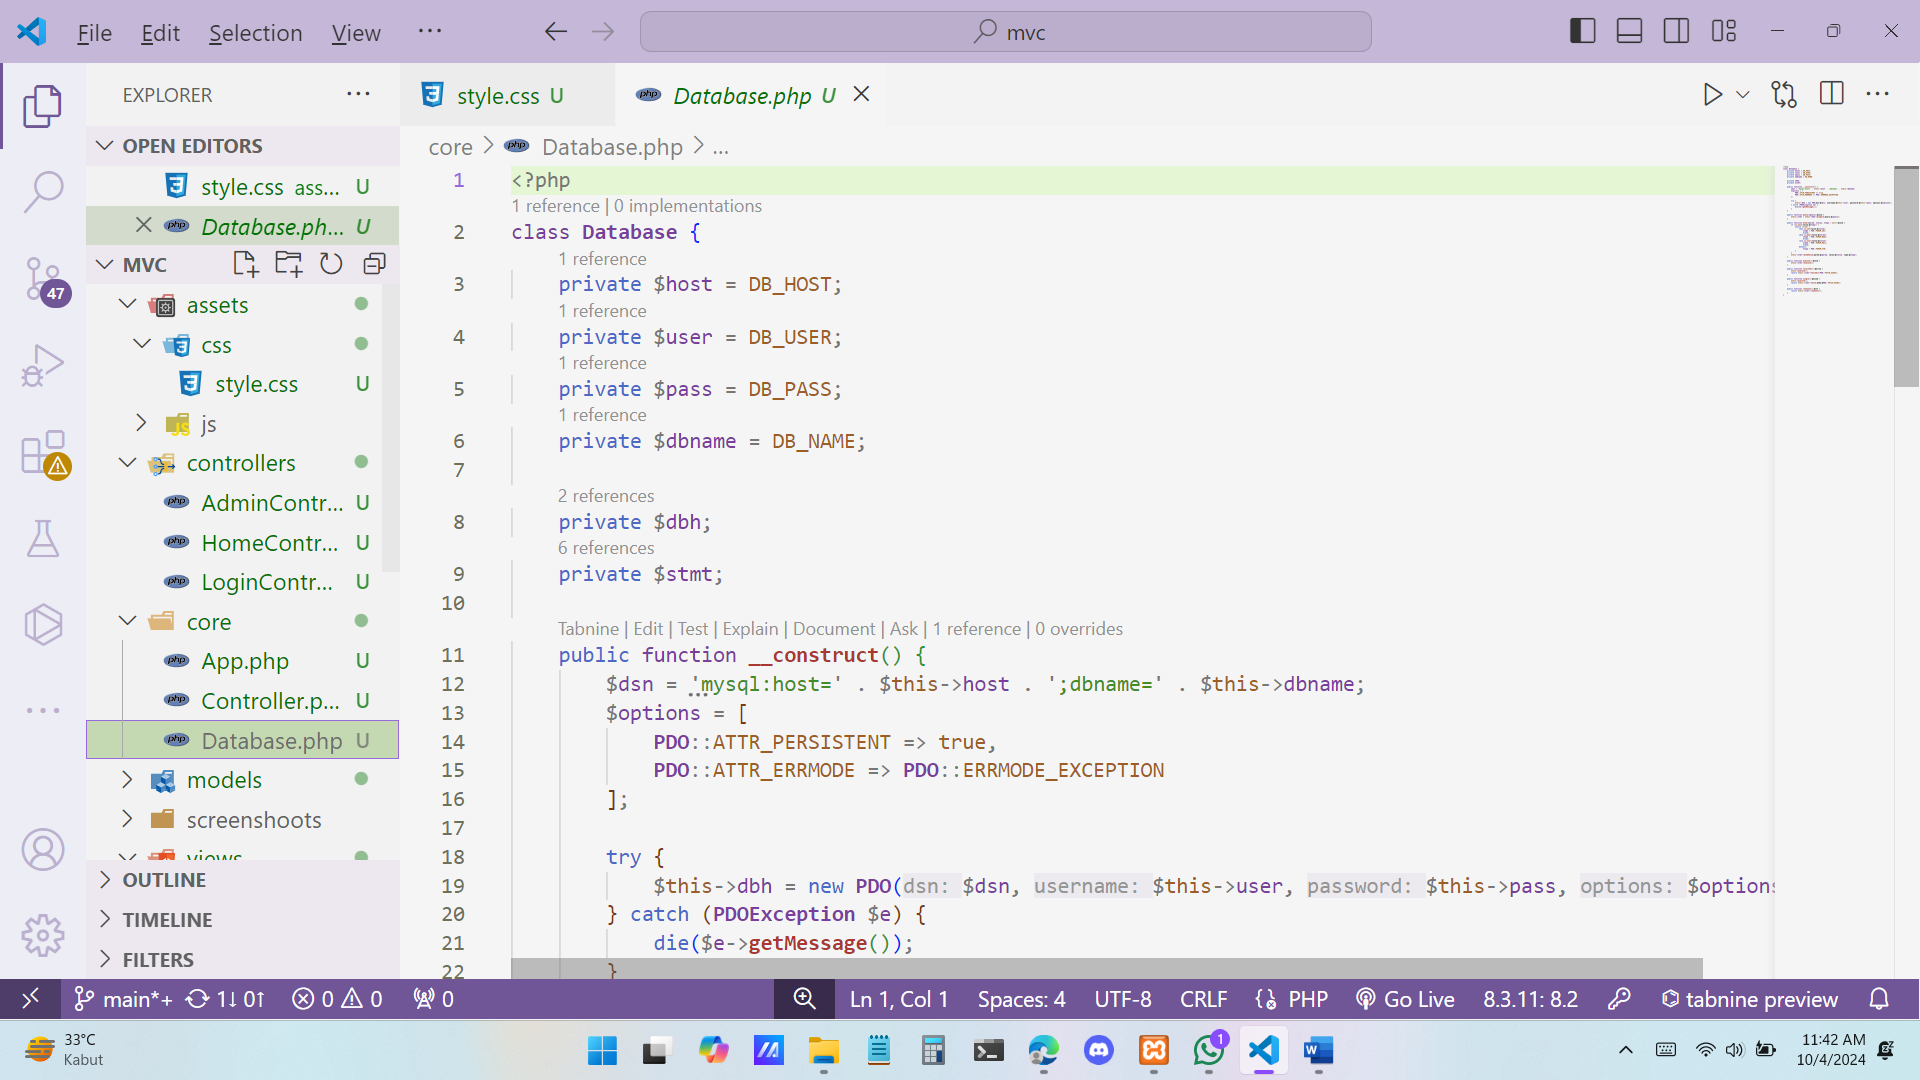 File Edit Selection View ···
mvc
EXPLORER ···
style.css U
Database.php U
OPEN EDITORS
style.css ass... U
Database.ph... U
MVC
assets
css
style.css U
js
controllers
AdminContr... U
HomeContr... U
LoginContr... U
core
App.php U
Controller.p... U
Database.php U
models
screenshoots
views
OUTLINE
TIMELINE
FILTERS
47
core > Database.php > ...
1 <?php
1 reference | 0 implementations
2 class Database {
1 reference
3 private $host = DB_HOST;
1 reference
4 private $user = DB_USER;
1 reference
5 private $pass = DB_PASS;
1 reference
6 private $dbname = DB_NAME;
7
2 references
8 private $dbh;
6 references
9 private $stmt;
10
Tabnine | Edit | Test | Explain | Document | Ask | 1 reference | 0 overrides
11 public function __construct() {
12 $dsn = 'mysql:host=' . $this->host . ';dbname=' . $this->dbname;
13 $options = [
14 PDO::ATTR_PERSISTENT => true,
15 PDO::ATTR_ERRMODE => PDO::ERRMODE_EXCEPTION
16 ];
17
18 try {
19 $this->dbh = new PDO(dsn: $dsn, username: $this->user, password: $this->pass, options: $options
20 } catch (PDOException $e) {
21 die($e->getMessage());
22 }
main*+ 1↓ 0↑ 0 0 0
Ln 1, Col 1 Spaces: 4 UTF-8 CRLF PHP Go Live 8.3.11: 8.2 tabnine preview
33°C
Kabut
1
11:42 AM
10/4/2024